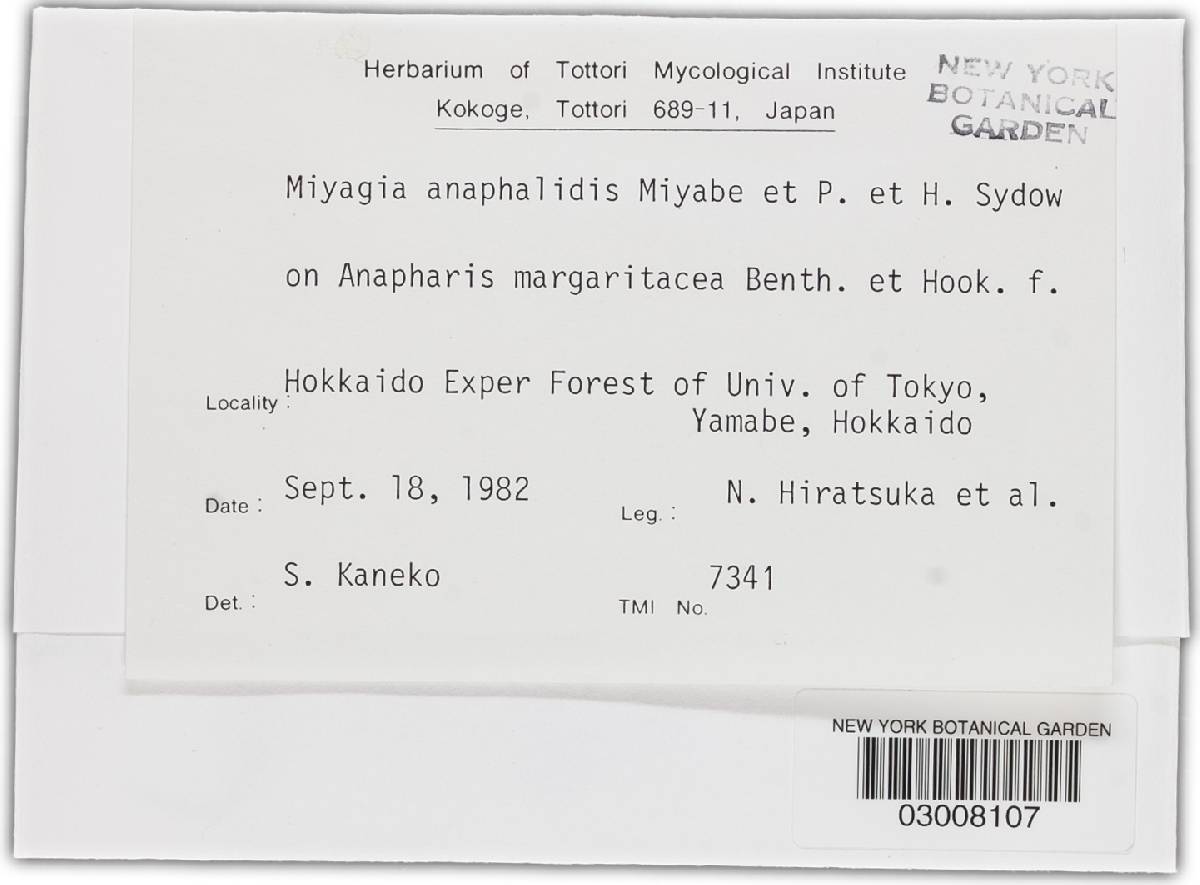 Herbarium of Tottori Mycological Institute
Kokoge, Tottori 689-11, Japan
NEW YORK
BOTANICAL
GARDEN
Miyagia anaphalidis Miyabe et P. et H. Sydow
on Anapharis margaritacea Benth. et Hook. f.
Locality : Hokkaido Exper Forest of Univ. of Tokyo,
Yamabe, Hokkaido
Date : Sept. 18, 1982 Leg. : N. Hiratsuka et al.
Det. : S. Kaneko TMI No. 7341
NEW YORK BOTANICAL GARDEN
03008107